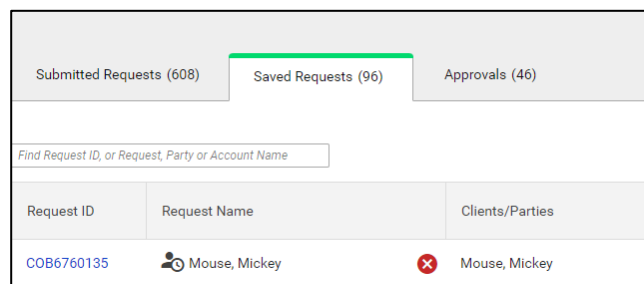 Submitted Requests (608) Saved Requests (96) Approvals (46)
Find Request ID, or Request, Party or Account Name
Request ID Request Name Clients/Parties
COB6760135 Mouse, Mickey Mouse, Mickey